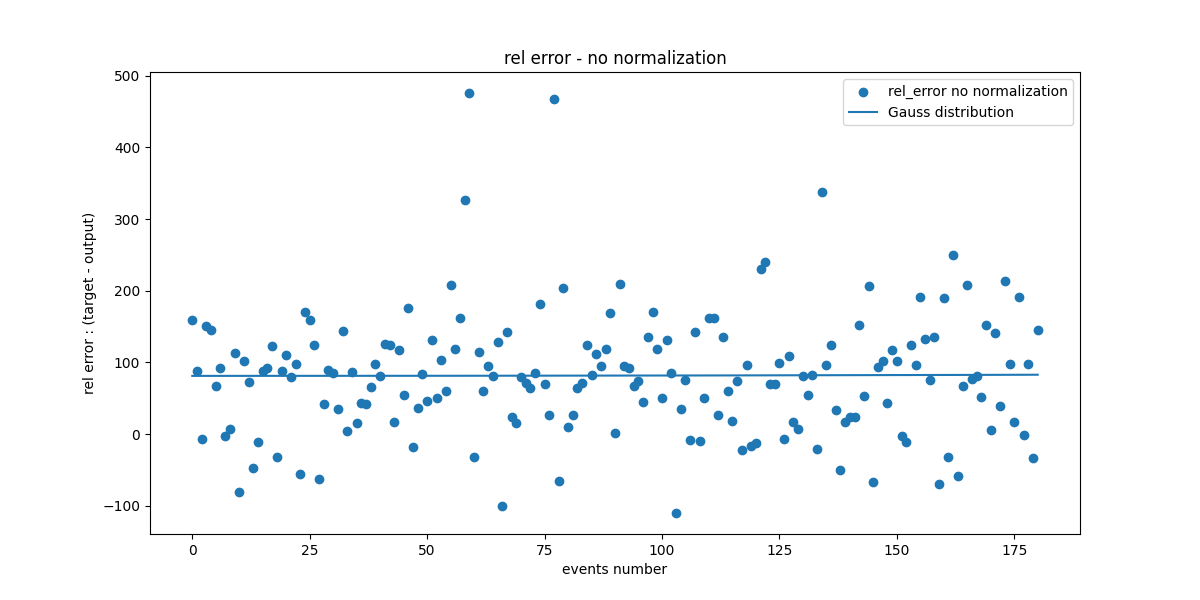 rel error - no normalization
rel_error no normalization
Gauss distribution
500
400
300
200
100
0
−100
rel error : (target - output)
0 25 50 75 100 125 150 175
events number